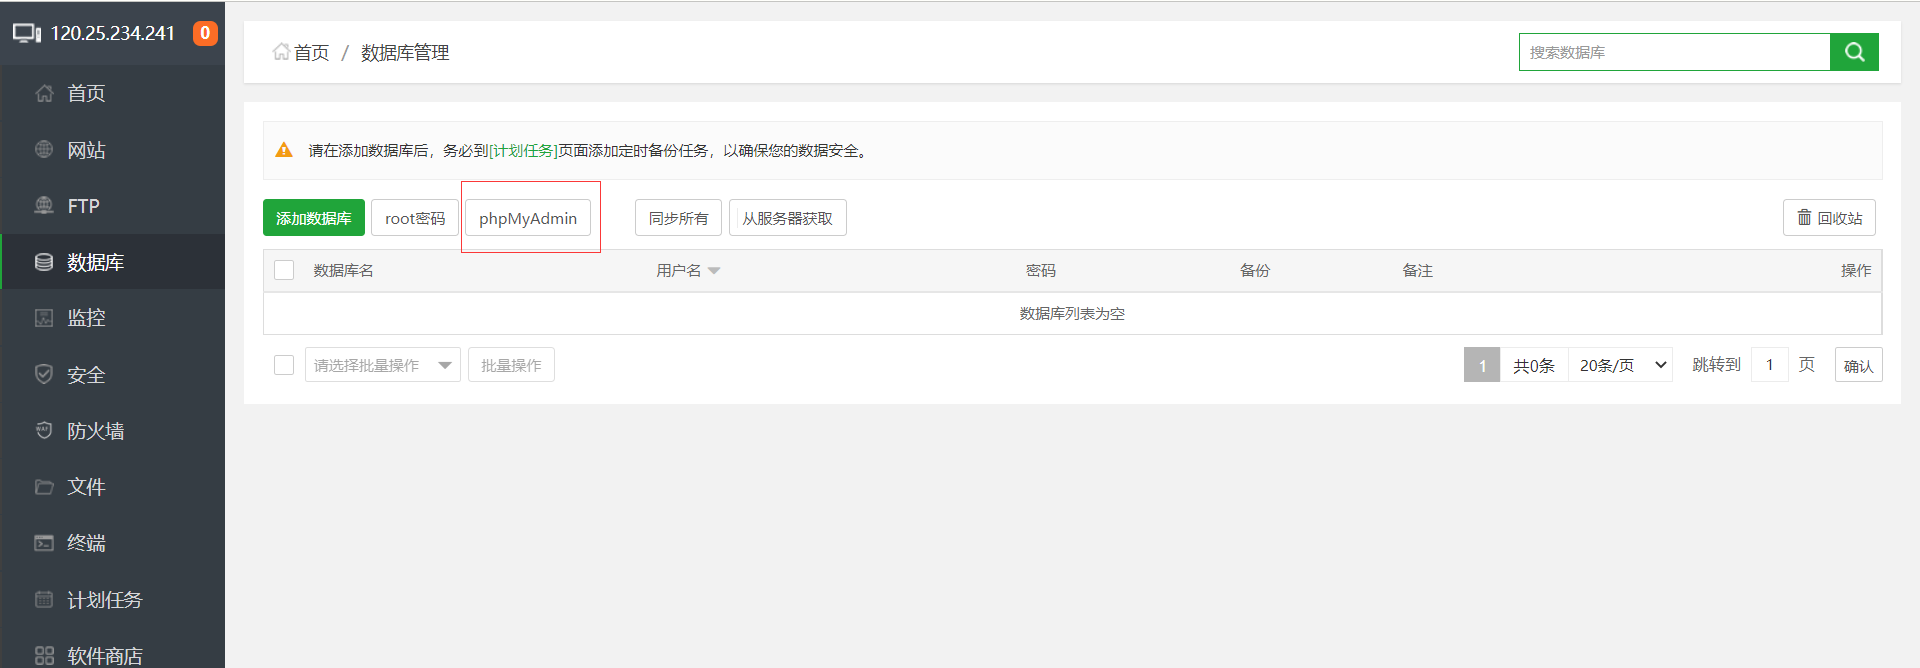 120.25.234.241 0
首页
网站
FTP
数据库
监控
安全
防火墙
文件
终端
计划任务
软件商店
首页 / 数据库管理
搜索数据库
请在添加数据库后，务必到[计划任务]页面添加定时备份任务，以确保您的数据安全。
添加数据库 root密码 phpMyAdmin 同步所有 从服务器获取 回收站
数据库名 用户名 密码 备份 备注 操作
数据库列表为空
请选择批量操作 批量操作 1 共0条 20条/页 跳转到 1 页 确认